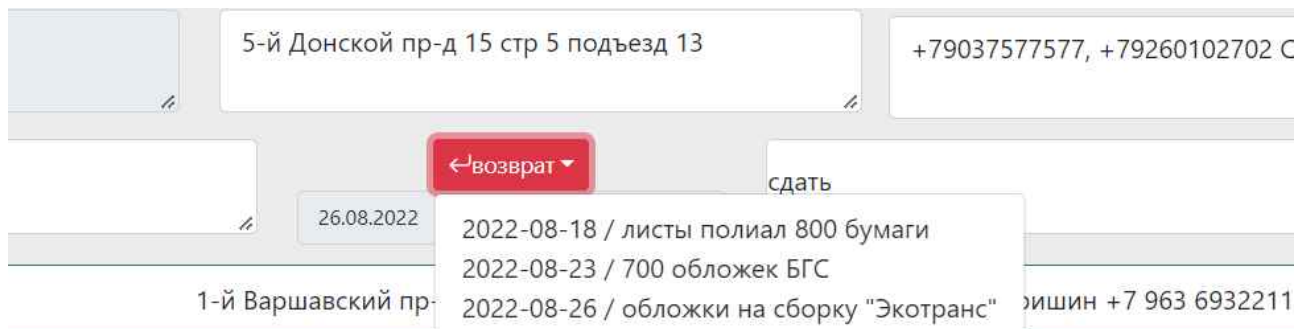 5-й Донской пр-д 15 стр 5 подъезд 13
+79037577577, +79260102702 С
возврат
сдать
26.08.2022
2022-08-18 / листы полиал 800 бумаги
2022-08-23 / 700 обложек БГС
1-й Варшавский пр- ришин +7 963 6932211
2022-08-26 / обложки на сборку "Экотранс"